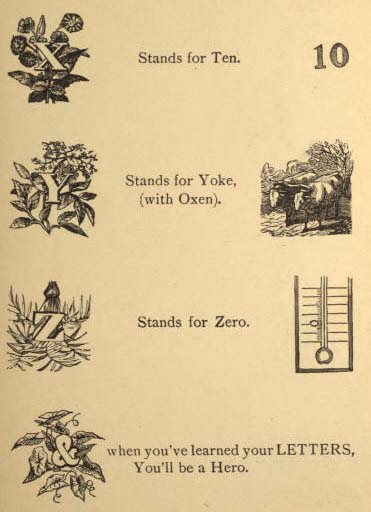 X Stands for Ten. 10
Y Stands for Yoke,
(with Oxen).
Z Stands for Zero.
& when you've learned your LETTERS,
You'll be a Hero.